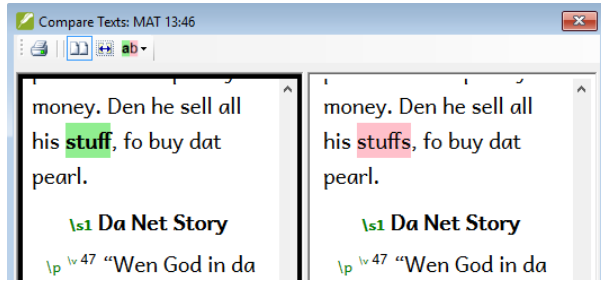 Compare Texts: MAT 13:46
ab
money. Den he sell all
his stuff, fo buy dat
pearl.
\s1 Da Net Story
\p \v 47 “Wen God in da
money. Den he sell all
his stuffs, fo buy dat
pearl.
\s1 Da Net Story
\p \v 47 “Wen God in da